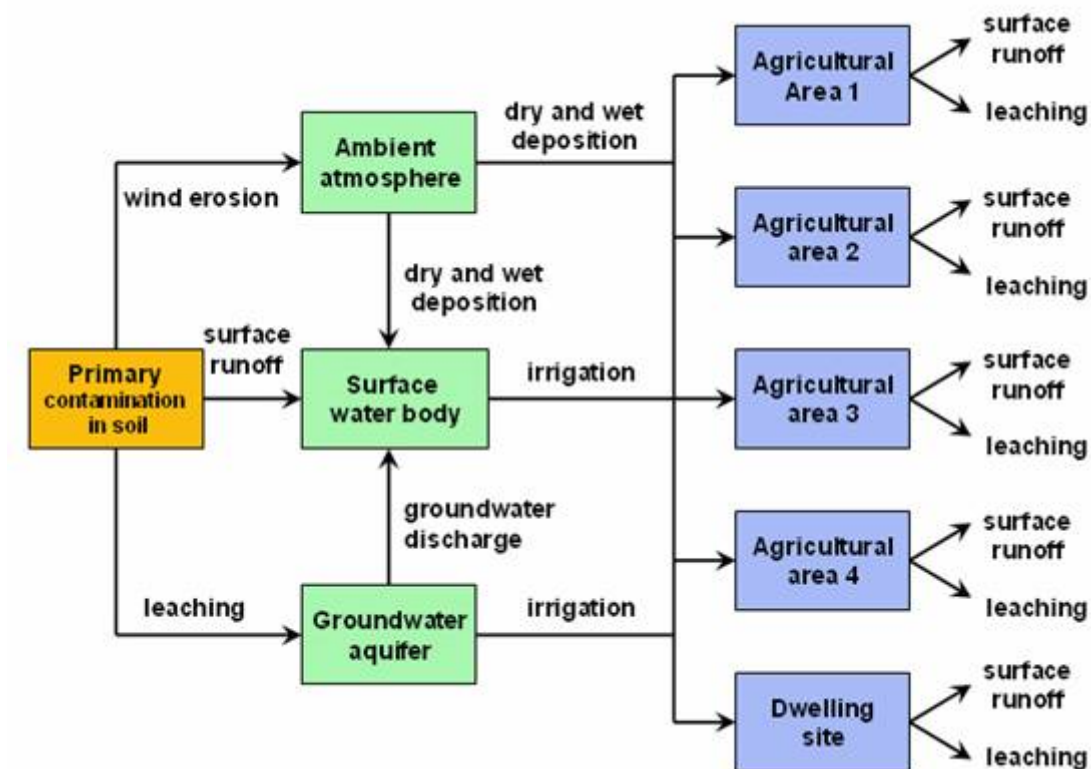 surface
runoff
Agricultural
Area 1
leaching
dry and wet
deposition
Ambient
atmosphere
wind erosion
surface
runoff
Agricultural
area 2
leaching
dry and wet
deposition
surface
runoff
Primary
contamination
in soil
Surface
water body
irrigation
Agricultural
area 3
surface
runoff
leaching
groundwater
discharge
Agricultural
area 4
surface
runoff
leaching
leaching
Groundwater
aquifer
irrigation
Dwelling
site
surface
runoff
leaching